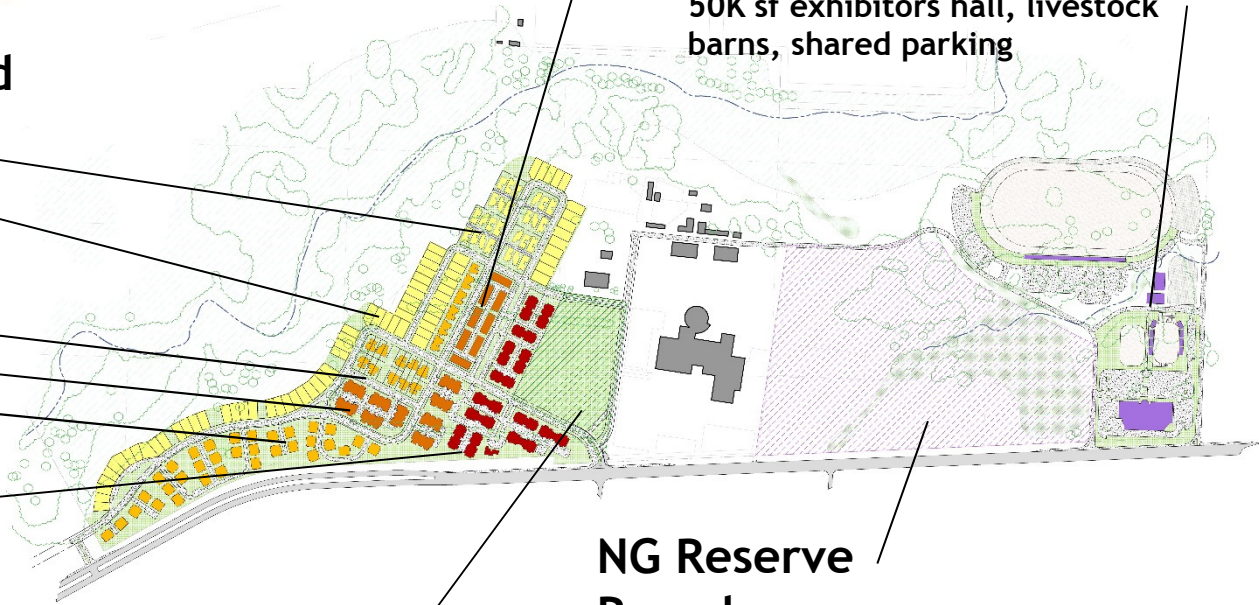 50K sf exhibitors hall, livestock
barns, shared parking
d
NG Reserve